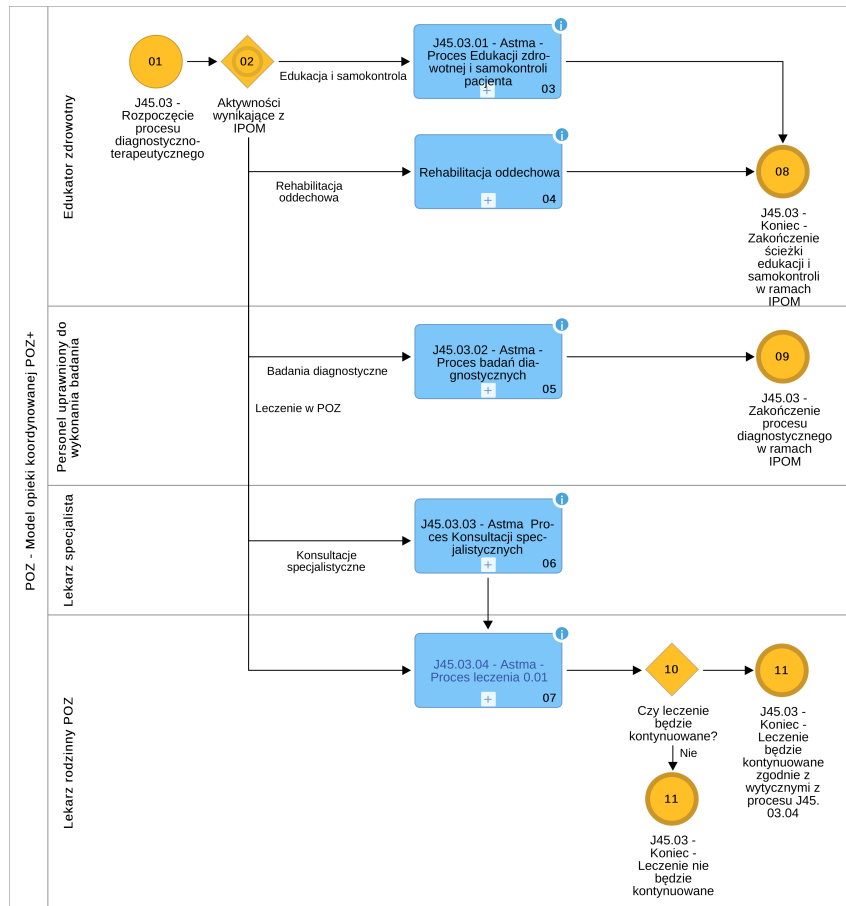 POZ - Model opieki koordynowanej POZ+
Edukator zdrowotny
01
J45.03 -
Rozpoczęcie
procesu
diagnostyczno-
terapeutycznego
02
Aktywności
wynikające z
IPOM
Edukacja i samokontrola
J45.03.01 - Astma -
Proces Edukacji zdro-
wotnej i samokontroli
pacjenta
+
03
i
Rehabilitacja
oddechowa
Rehabilitacja oddechowa
+
04
i
08
J45.03 -
Koniec -
Zakończenie
ścieżki
edukacji i
samokontroli
w ramach
IPOM
Personel uprawniony do
wykonania badania
Badania diagnostyczne
Leczenie w POZ
J45.03.02 - Astma -
Proces badań dia-
gnostycznych
+
05
i
09
J45.03 -
Zakończenie
procesu
diagnostycznego
w ramach
IPOM
Lekarz specjalista
Konsultacje
specjalistyczne
J45.03.03 - Astma  Pro-
ces Konsultacji spec-
jalistycznych
+
06
i
Lekarz rodzinny POZ
J45.03.04 - Astma -
Proces leczenia 0.01
+
07
i
10
Czy leczenie
będzie
kontynuowane?
Nie
11
J45.03 -
Koniec -
Leczenie będzie
kontynuowane
zgodnie z
wytycznymi z
procesu J45.
03.04
11
J45.03 -
Koniec -
Leczenie nie
będzie
kontynuowane